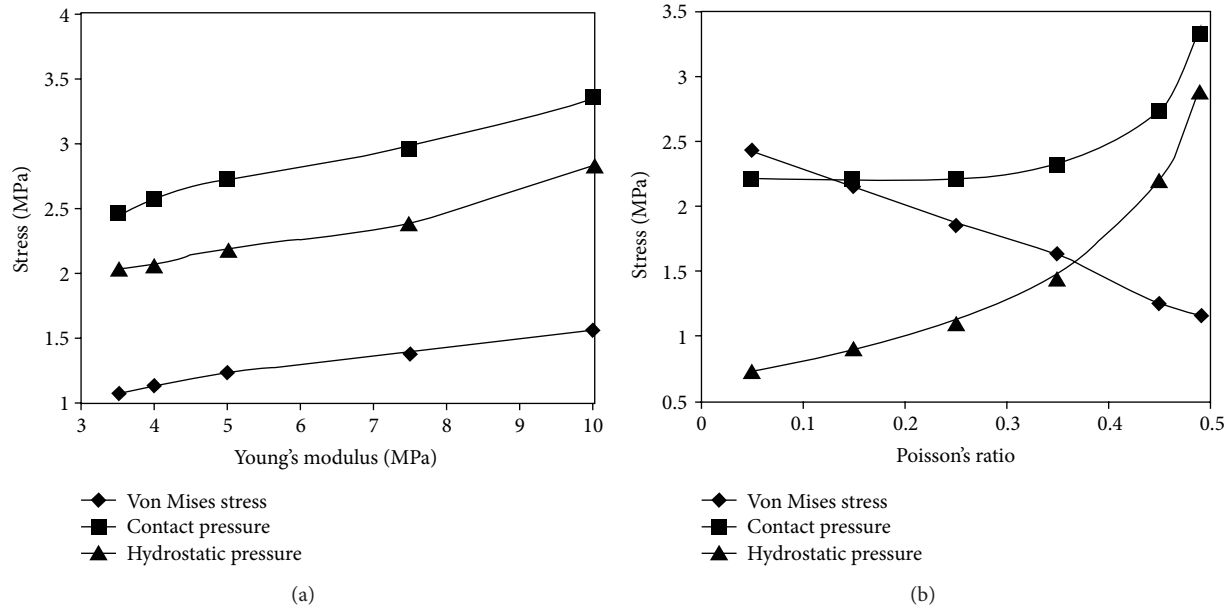 4
3.5
3
2.5
2
1.5
1
Stress (MPa)
3 4 5 6 7 8 9 10
Young's modulus (MPa)
Von Mises stress
Contact pressure
Hydrostatic pressure
(a)
3.5
3
2.5
2
1.5
1
0.5
Stress (MPa)
0 0.1 0.2 0.3 0.4 0.5
Poisson's ratio
Von Mises stress
Contact pressure
Hydrostatic pressure
(b)